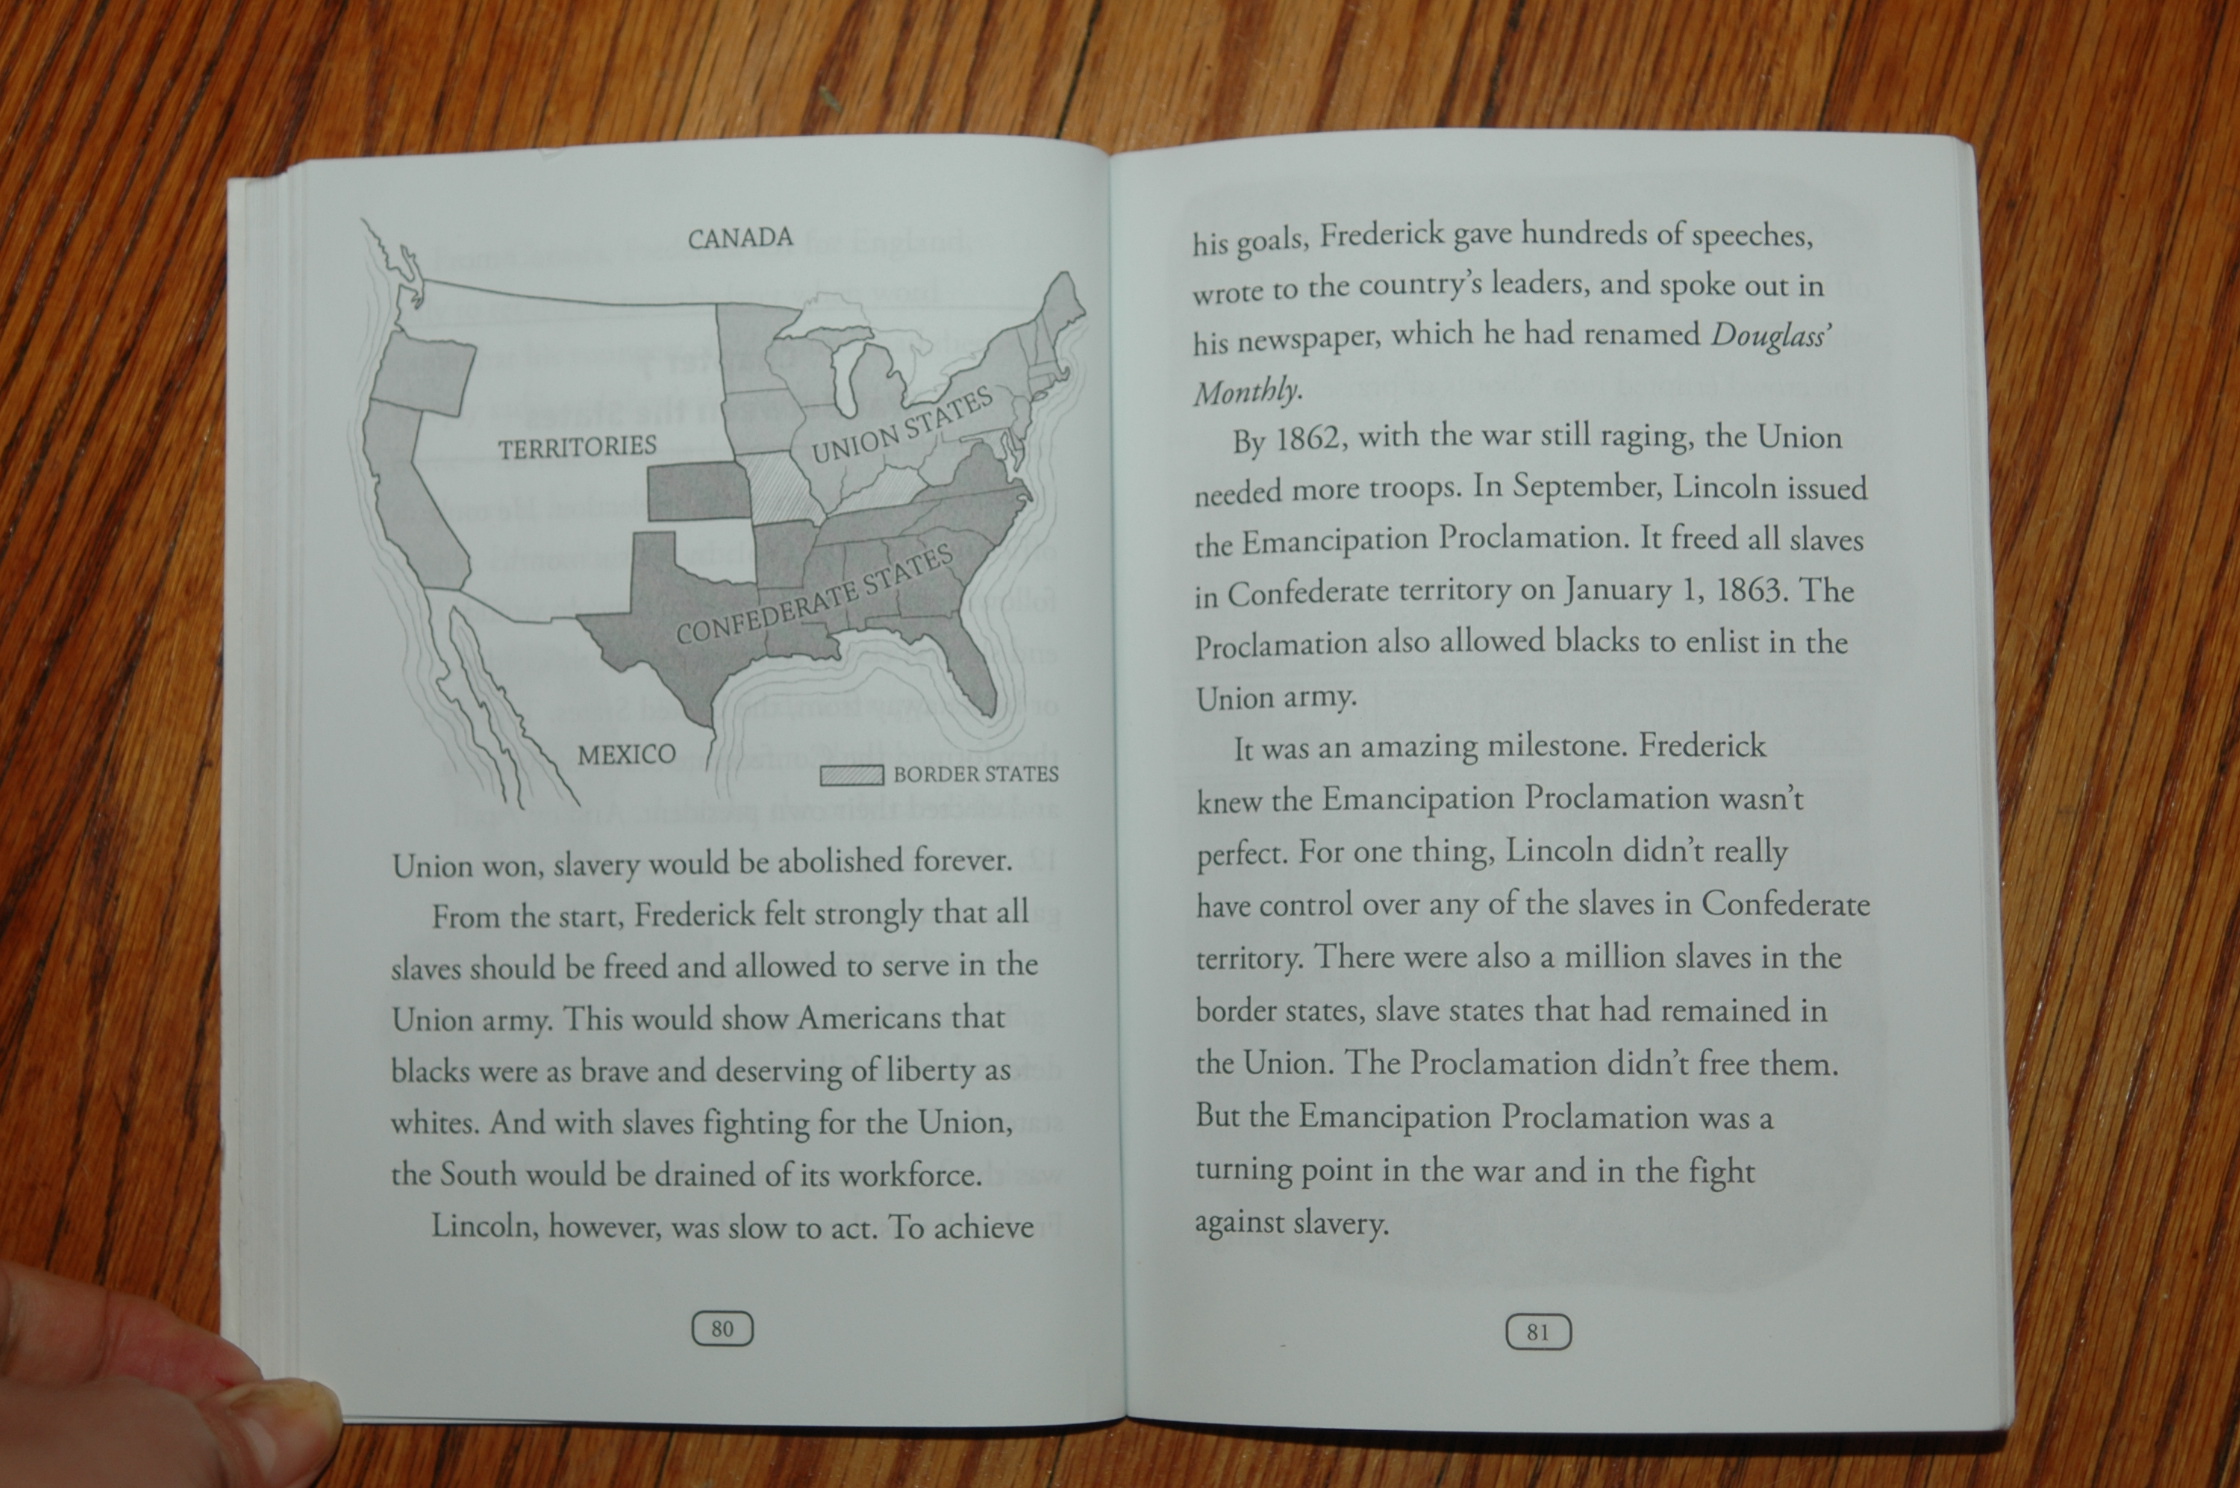 CANADA
TERRITORIES
UNION STATES
CONFEDERATE STATES
MEXICO
BORDER STATES
Union won, slavery would be abolished forever.
From the start, Frederick felt strongly that all
slaves should be freed and allowed to serve in the
Union army. This would show Americans that
blacks were as brave and deserving of liberty as
whites. And with slaves fighting for the Union,
the South would be drained of its workforce.
Lincoln, however, was slow to act. To achieve
80
his goals, Frederick gave hundreds of speeches,
wrote to the country's leaders, and spoke out in
his newspaper, which he had renamed Douglass'
Monthly.
By 1862, with the war still raging, the Union
needed more troops. In September, Lincoln issued
the Emancipation Proclamation. It freed all slaves
in Confederate territory on January 1, 1863. The
Proclamation also allowed blacks to enlist in the
Union army.
It was an amazing milestone. Frederick
knew the Emancipation Proclamation wasn't
perfect. For one thing, Lincoln didn't really
have control over any of the slaves in Confederate
territory. There were also a million slaves in the
border states, slave states that had remained in
the Union. The Proclamation didn't free them.
But the Emancipation Proclamation was a
turning point in the war and in the fight
against slavery.
81